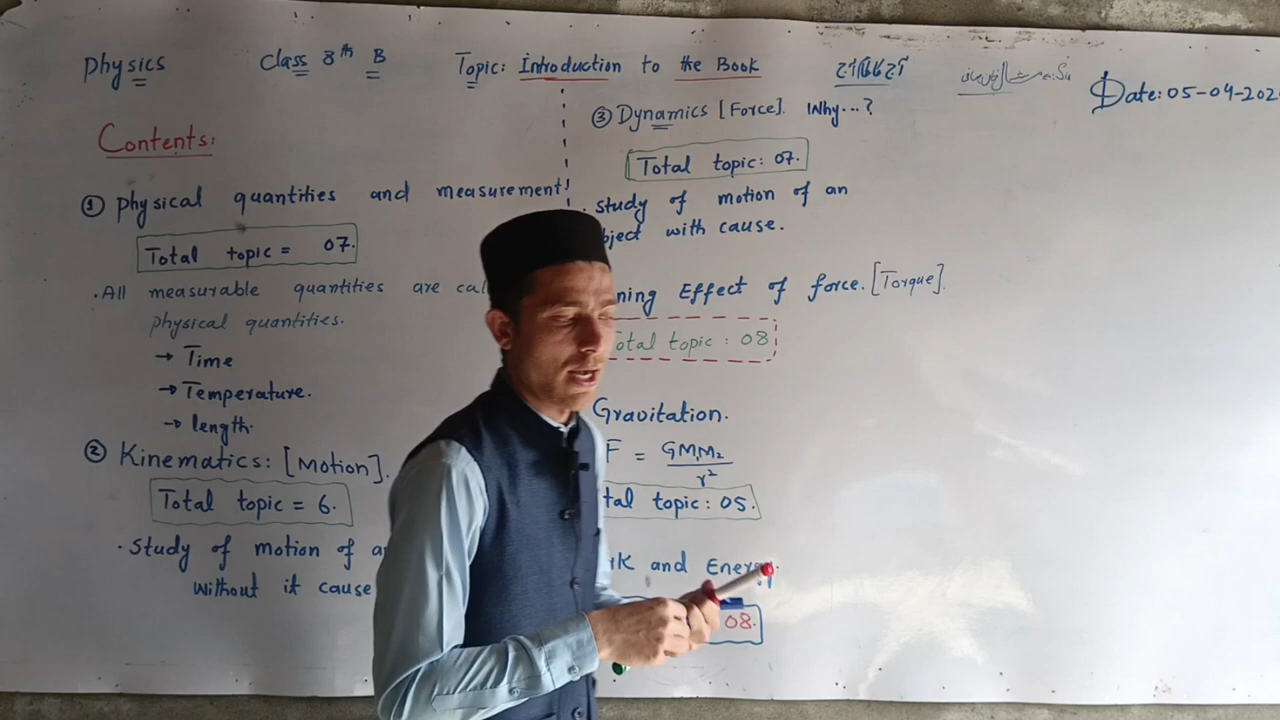 Physics Class 8th B Topic: Introduction to the Book
Date: 05-04-202
Contents:
① Physical quantities and measurement
Total topic = 07.
.All measurable quantities are cal
physical quantities.
→ Time
→ Temperature.
→ length.
② Kinematics: [Motion].
Total topic = 6.
. Study of motion of a
without it cause
③ Dynamics [Force]. Why...?
Total topic: 07.
. study of motion of an
bject with cause.
ning Effect of force. [Torque].
otal topic : 08
Gravitation.
F = GM₁M₂/r²
tal topic: 05.
rk and Energy.
08.